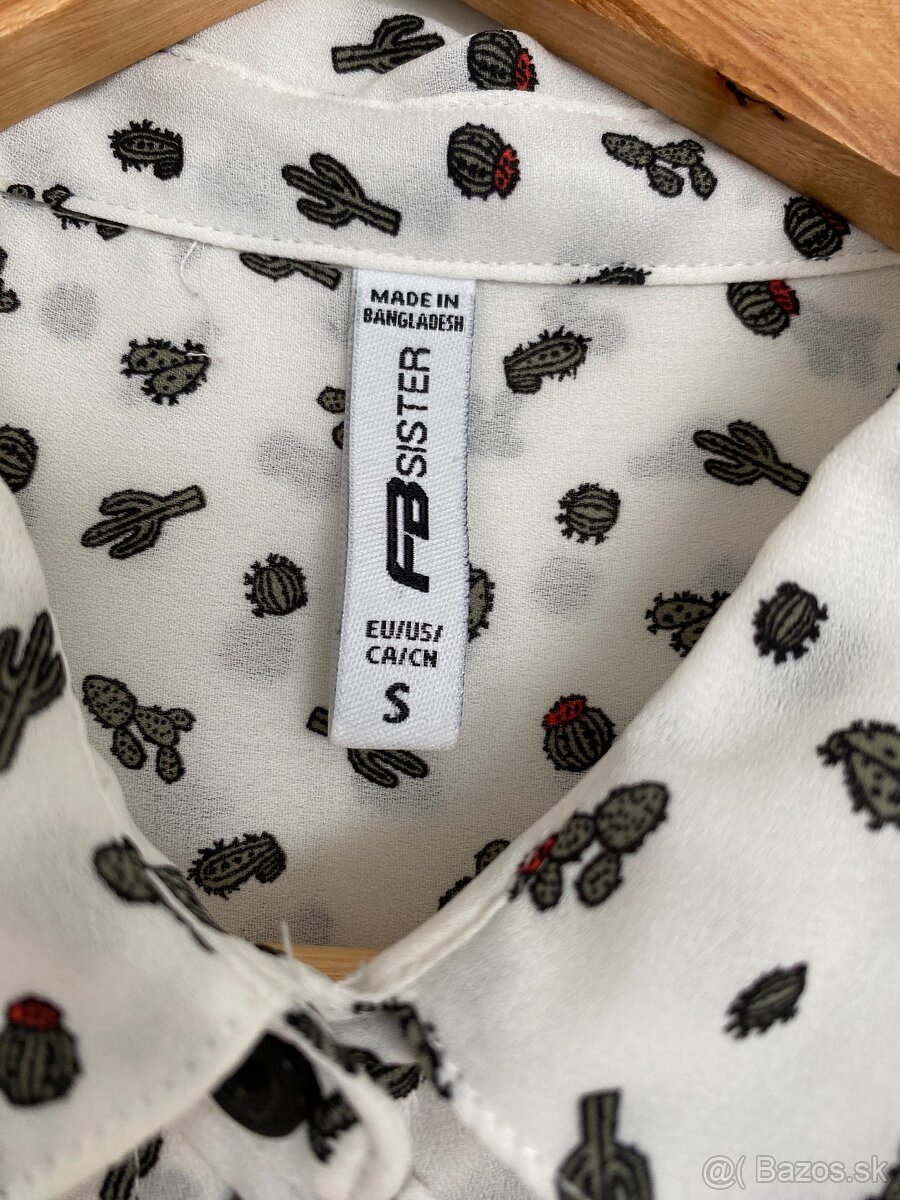 MADE IN
BANGLADESH
FB SISTER
EU/US/
CA/CN
S
@( Bazos.sk